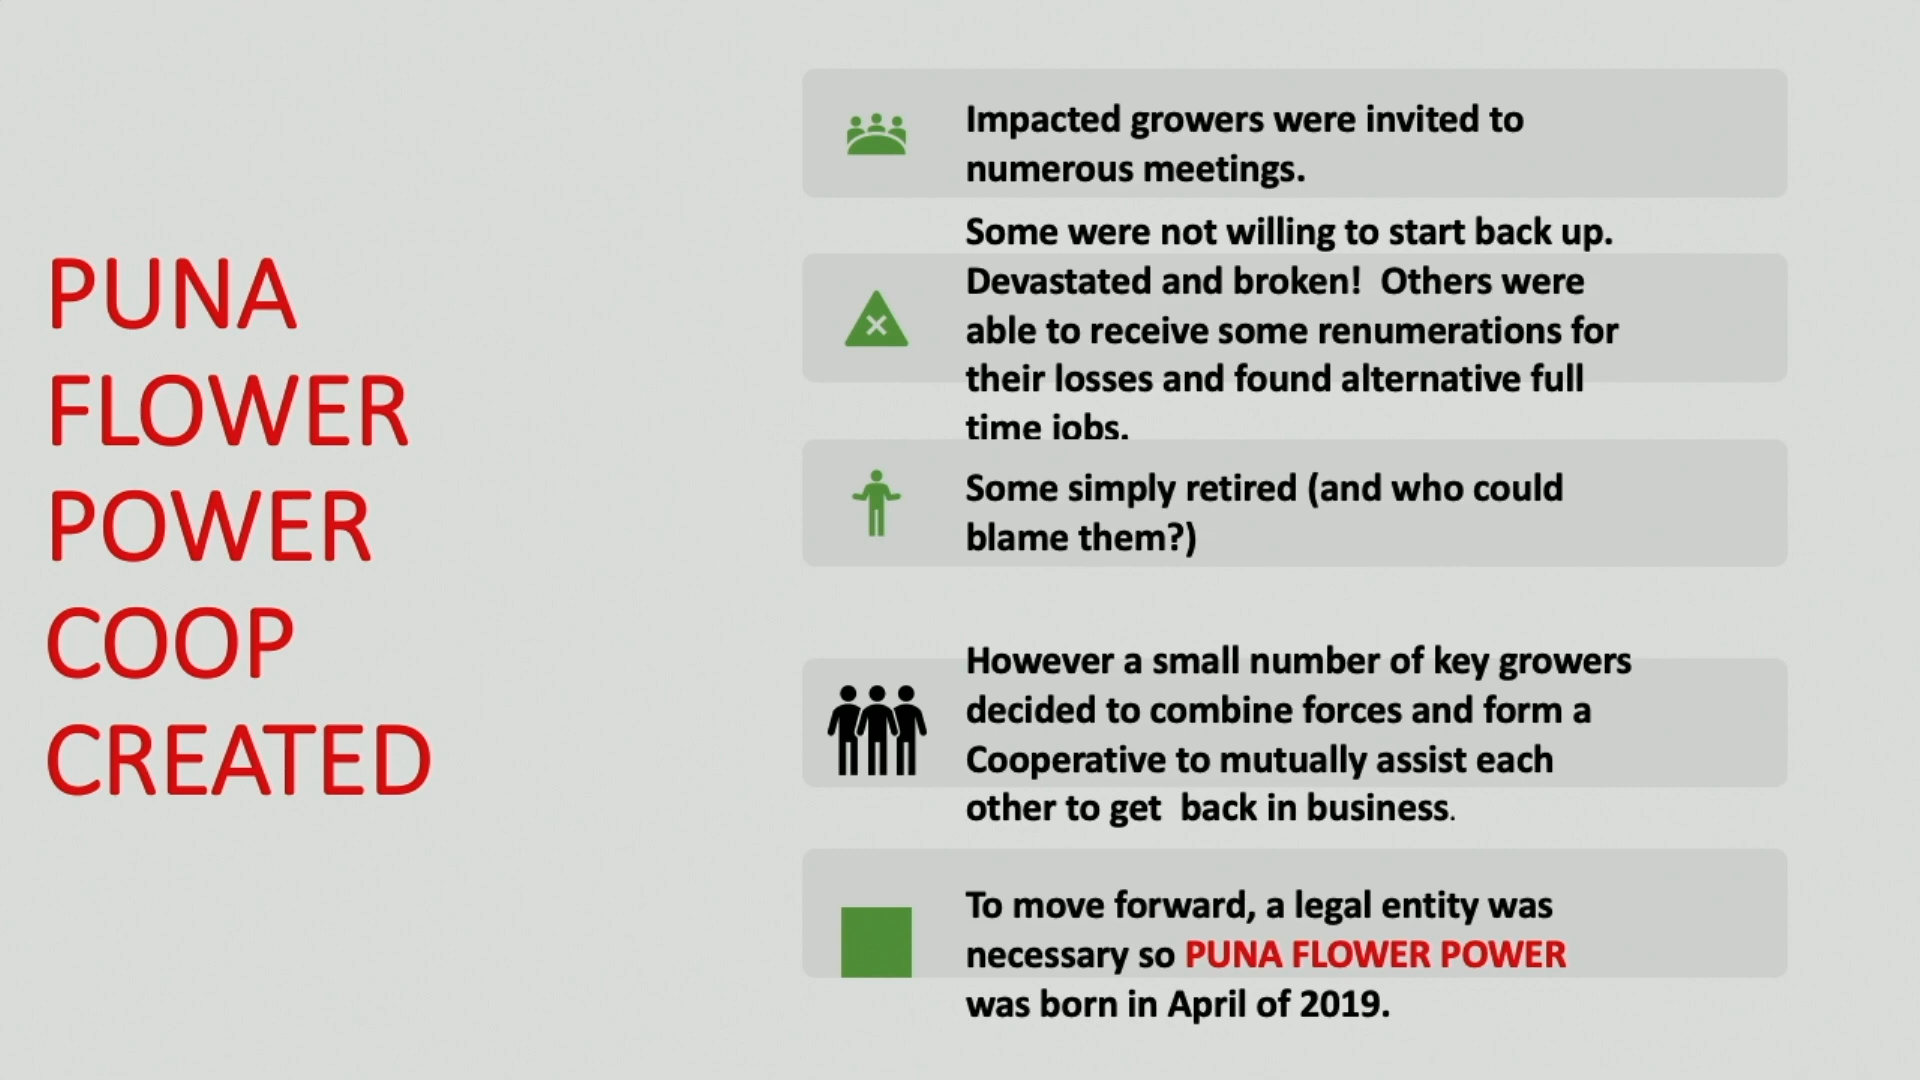 PUNA
FLOWER
POWER
COOP
CREATED
Impacted growers were invited to
numerous meetings.
Some were not willing to start back up.
Devastated and broken!  Others were
able to receive some renumerations for
their losses and found alternative full
time jobs.
Some simply retired (and who could
blame them?)
However a small number of key growers
decided to combine forces and form a
Cooperative to mutually assist each
other to get  back in business.
To move forward, a legal entity was
necessary so PUNA FLOWER POWER
was born in April of 2019.